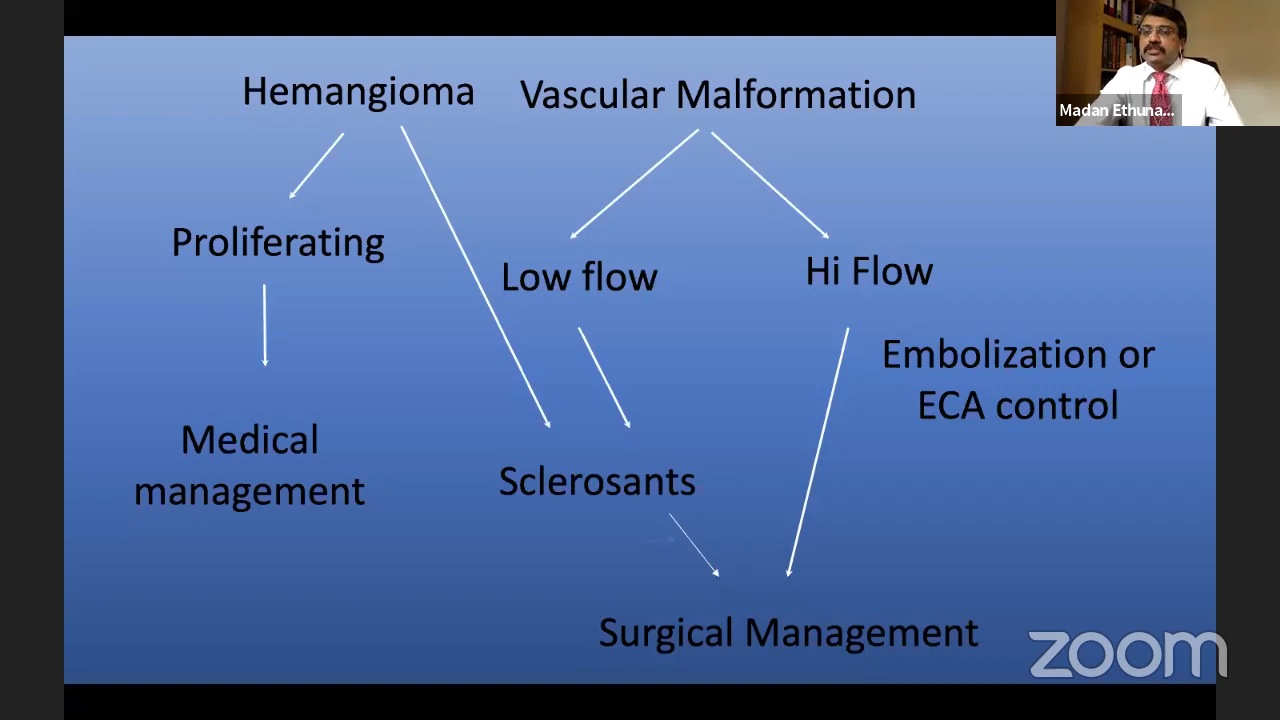 Hemangioma
Vascular Malformation
Madan Ethuna...
Proliferating
Low flow
Hi Flow
Embolization or
ECA control
Medical
management
Sclerosants
Surgical Management
zoom